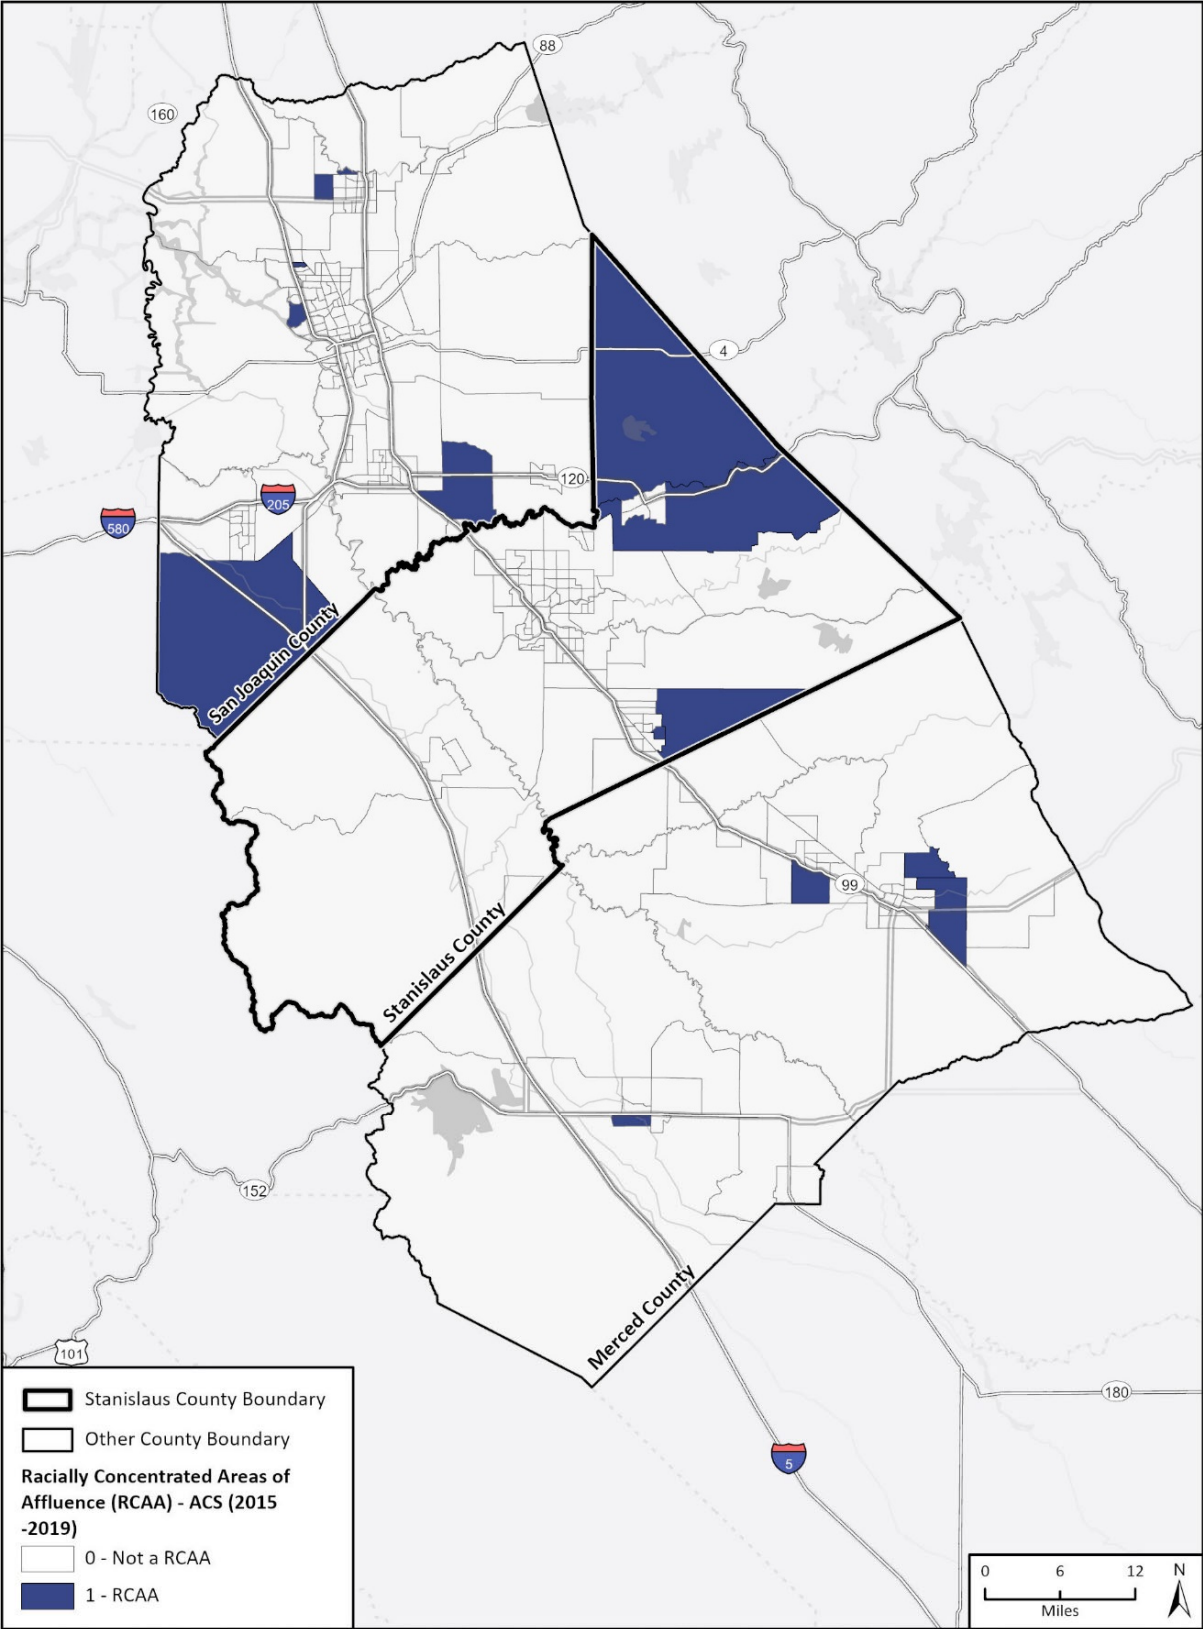 88
160
4
120
205
580
San Joaquin County
99
Stanislaus County
152
Merced County
101
180
5
Stanislaus County Boundary
Other County Boundary
Racially Concentrated Areas of
Affluence (RCAA) - ACS (2015
-2019)
0 - Not a RCAA
1 - RCAA
0 6 12 N
Miles